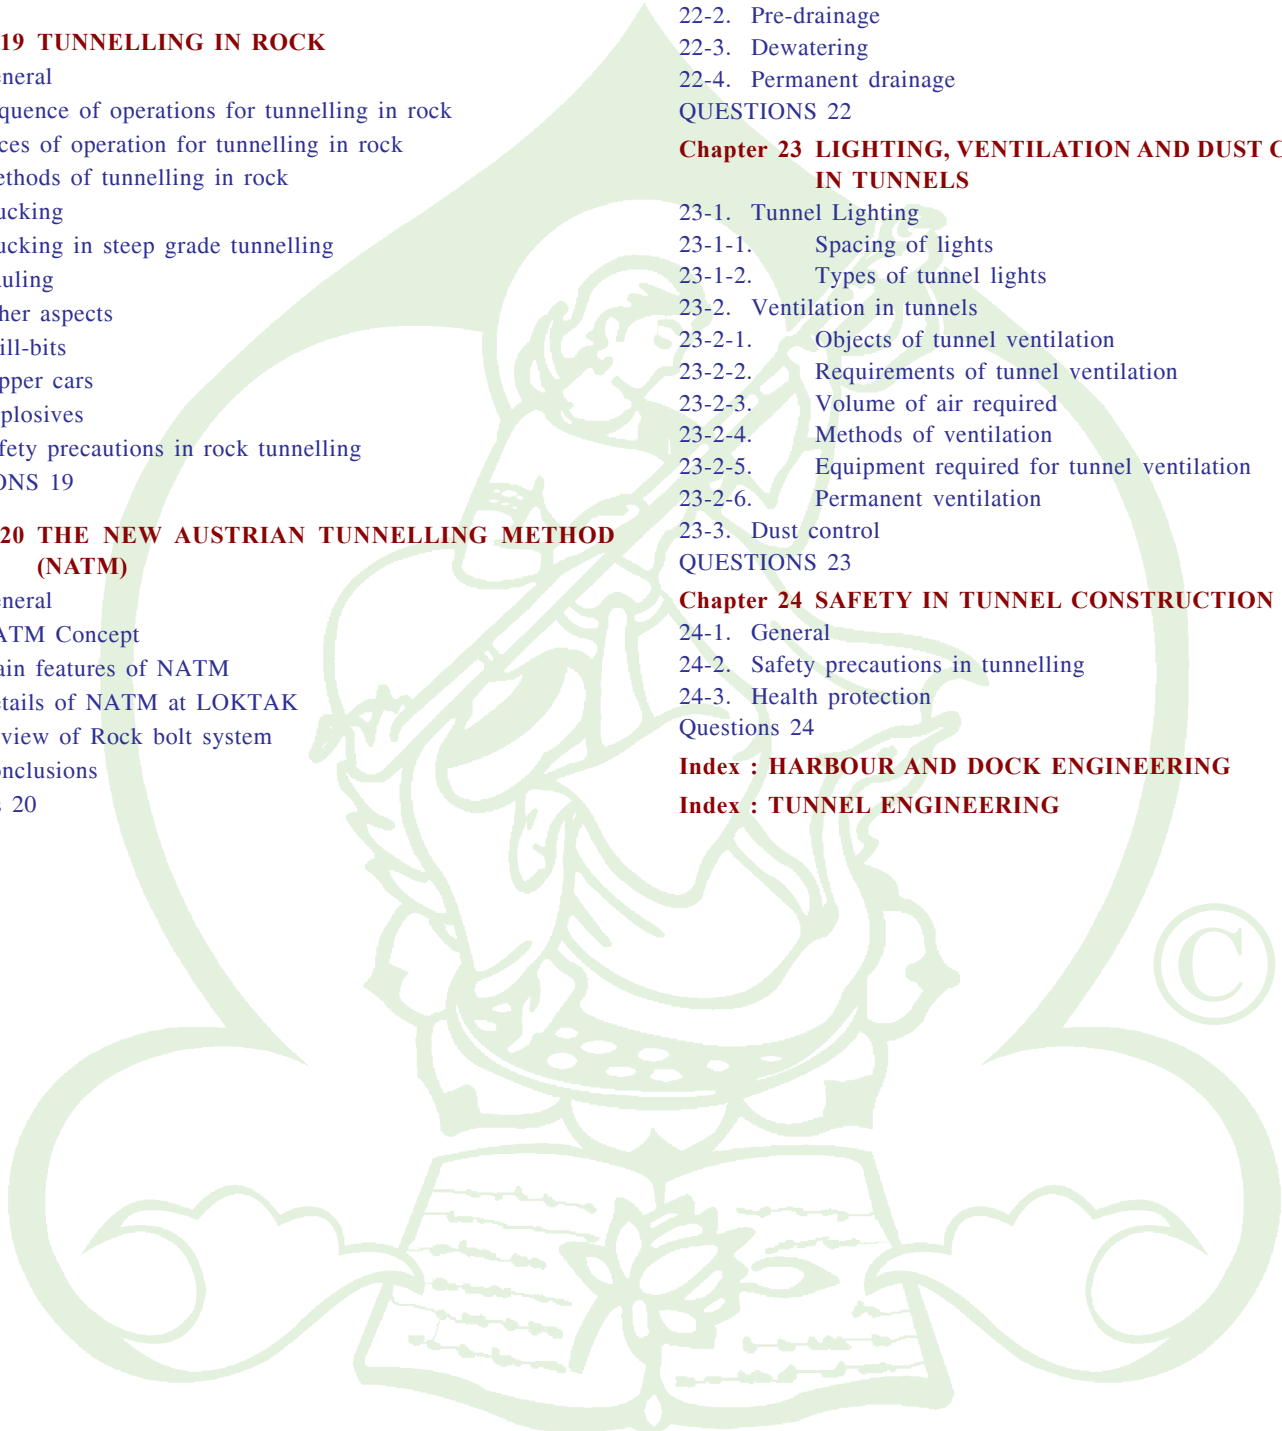 19 TUNNELLING IN ROCK
eneral
quence of operations for tunnelling in rock
ces of operation for tunnelling in rock
ethods of tunnelling in rock
ucking
ucking in steep grade tunnelling
uling
her aspects
ill-bits
pper cars
plosives
fety precautions in rock tunnelling
ONS 19
20 THE NEW AUSTRIAN TUNNELLING METHOD
(NATM)
eneral
ATM Concept
ain features of NATM
etails of NATM at LOKTAK
view of Rock bolt system
onclusions
s 20
22-2. Pre-drainage
22-3. Dewatering
22-4. Permanent drainage
QUESTIONS 22
Chapter 23 LIGHTING, VENTILATION AND DUST C
IN TUNNELS
23-1. Tunnel Lighting
23-1-1. Spacing of lights
23-1-2. Types of tunnel lights
23-2. Ventilation in tunnels
23-2-1. Objects of tunnel ventilation
23-2-2. Requirements of tunnel ventilation
23-2-3. Volume of air required
23-2-4. Methods of ventilation
23-2-5. Equipment required for tunnel ventilation
23-2-6. Permanent ventilation
23-3. Dust control
QUESTIONS 23
Chapter 24 SAFETY IN TUNNEL CONSTRUCTION
24-1. General
24-2. Safety precautions in tunnelling
24-3. Health protection
Questions 24
Index : HARBOUR AND DOCK ENGINEERING
Index : TUNNEL ENGINEERING
©